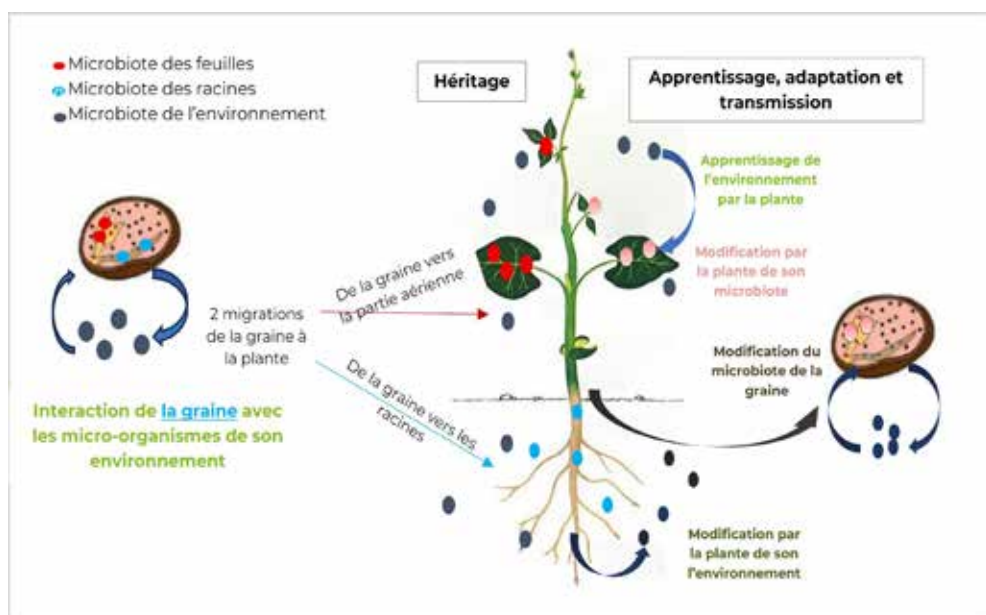 Microbiote des feuilles
Microbiote des racines
Microbiote de l'environnement
Héritage
Apprentissage, adaptation et
transmission
Apprentissage de
l'environnement
par la plante
Modification par
la plante de son
microbiote
De la graine vers
la partie aérienne
2 migrations
de la graine à
la plante
De la graine vers les
racines
Interaction de la graine avec
les micro-organismes de son
environnement
Modification du
microbiote de la
graine
Modification par
la plante de son
l'environnement